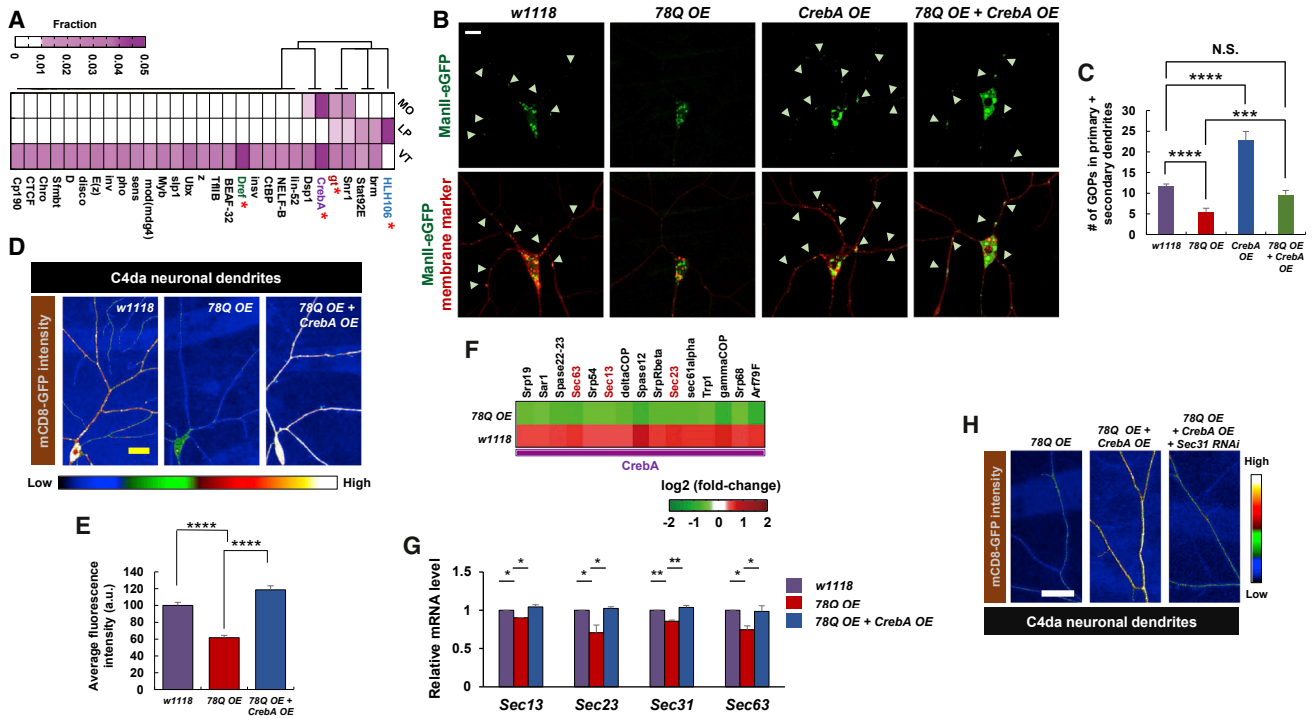 A
Fraction
0 0.01 0.02 0.03 0.04 0.05
MO
LP
VT
Cp190
CTCF
Chro
Sfmbt
D
disco
E(z)
inv
pho
sens
mod(mdg4)
Myb
slp1
Ubx
z
TfIIB
BEAF-32
Dref *
insv
CtBP
NELF-B
lin-52
Dsp1
CrebA *
gt *
Snr1
Stat92E
brm
HLH106 *
B
w1118 78Q OE CrebA OE 78Q OE + CrebA OE
ManII-eGFP
ManII-eGFP
membrane marker
C
N.S.
****
***
****
# of GOPs in primary +
secondary dendrites
35
30
25
20
15
10
5
0
w1118 78Q OE CrebA OE 78Q OE + CrebA OE
D
C4da neuronal dendrites
mCD8-GFP intensity
w1118 78Q OE 78Q OE +
CrebA OE
Low High
E
****
****
Average fluorescence
intensity (a.u.)
140
120
100
80
60
40
20
0
w1118 78Q OE 78Q OE +
CrebA OE
F
Srp19
Sar1
Spase22-23
Sec63
Srp54
Sec13
deltaCOP
Spase12
SrpRbeta
Sec23
sec61alpha
Trp1
gammaCOP
Srp68
Arf79F
78Q OE
w1118
CrebA
log2 (fold-change)
-2 -1 0 1 2
G
Relative mRNA level
1.5
1
0.5
0
* * * * ** ** * *
w1118
78Q OE
78Q OE + CrebA OE
Sec13 Sec23 Sec31 Sec63
H
78Q OE 78Q OE +
CrebA OE 78Q OE
+ CrebA OE
+ Sec31 RNAi
mCD8-GFP intensity
High
Low
C4da neuronal dendrites